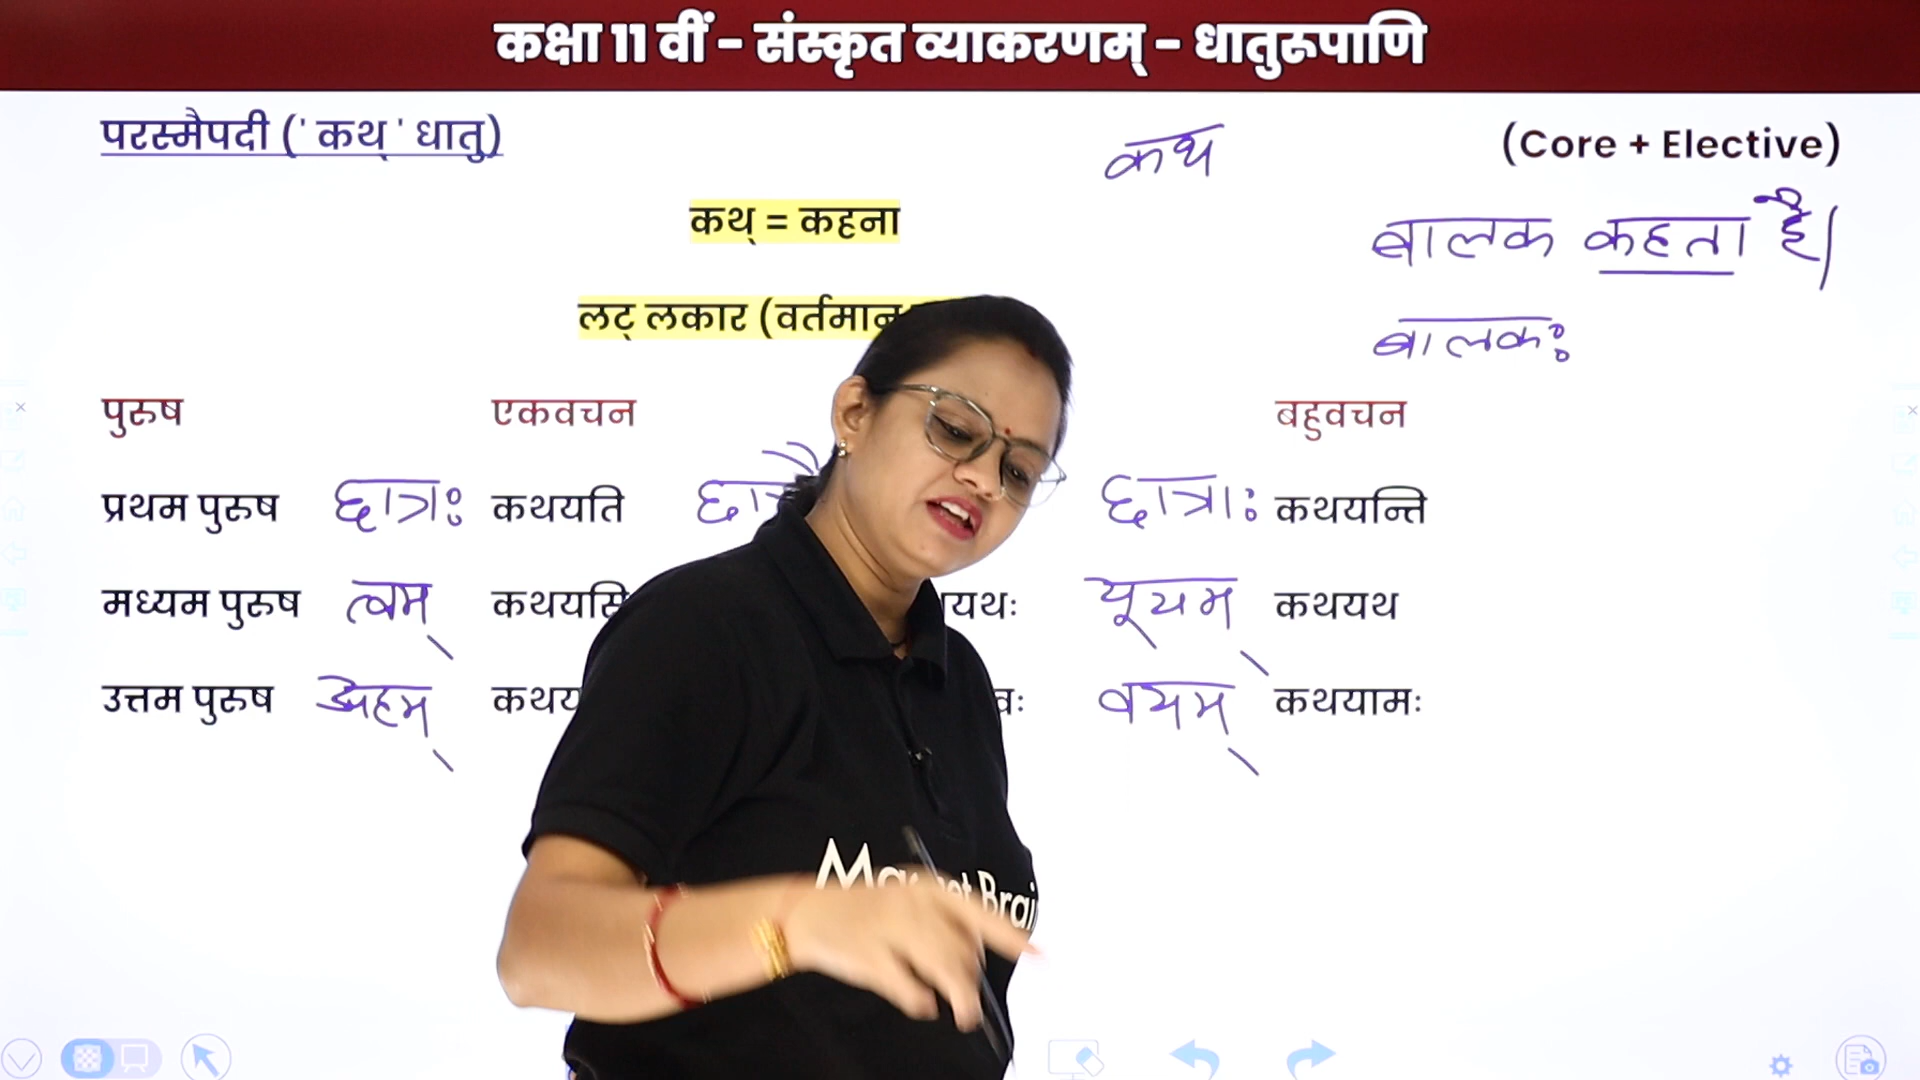 कक्षा 11 वीं - संस्कृत व्याकरणम् - धातुरूपाणि
परस्मैपदी (' कथ् ' धातु)
कथ
(Core + Elective)
कथ् = कहना
बालक कहता है।
लट् लकार (वर्तमान
बालकः
पुरुष एकवचन बहुवचन
प्रथम पुरुष छात्रः कथयति छात्राः कथयन्ति
मध्यम पुरुष त्वम् कथयसि यथः यूयम् कथयथ
उत्तम पुरुष अहम् कथय वः वयम् कथयामः